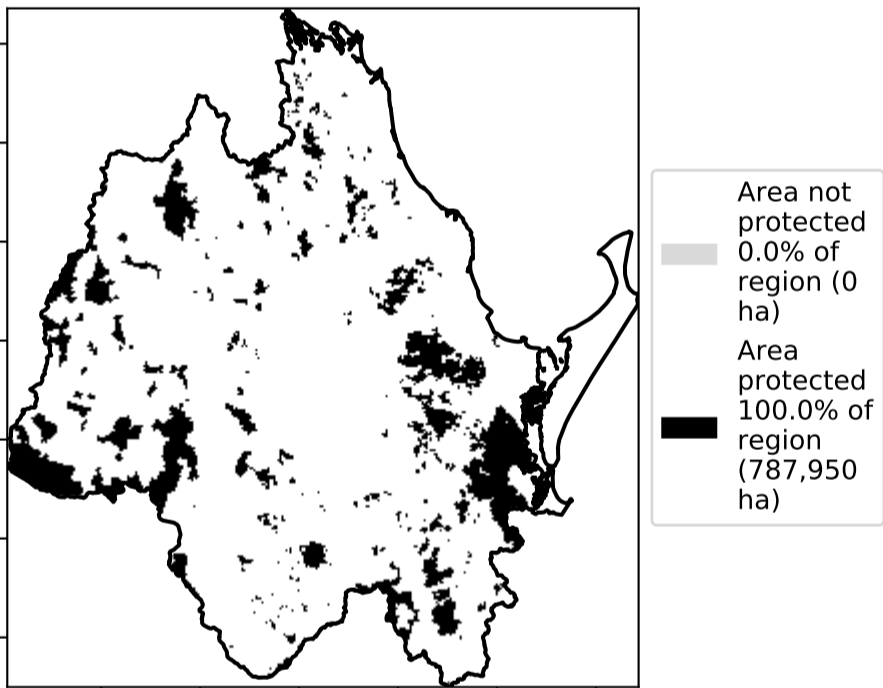 Area not
protected
0.0% of
region (0
ha)
Area
protected
100.0% of
region
(787,950
ha)